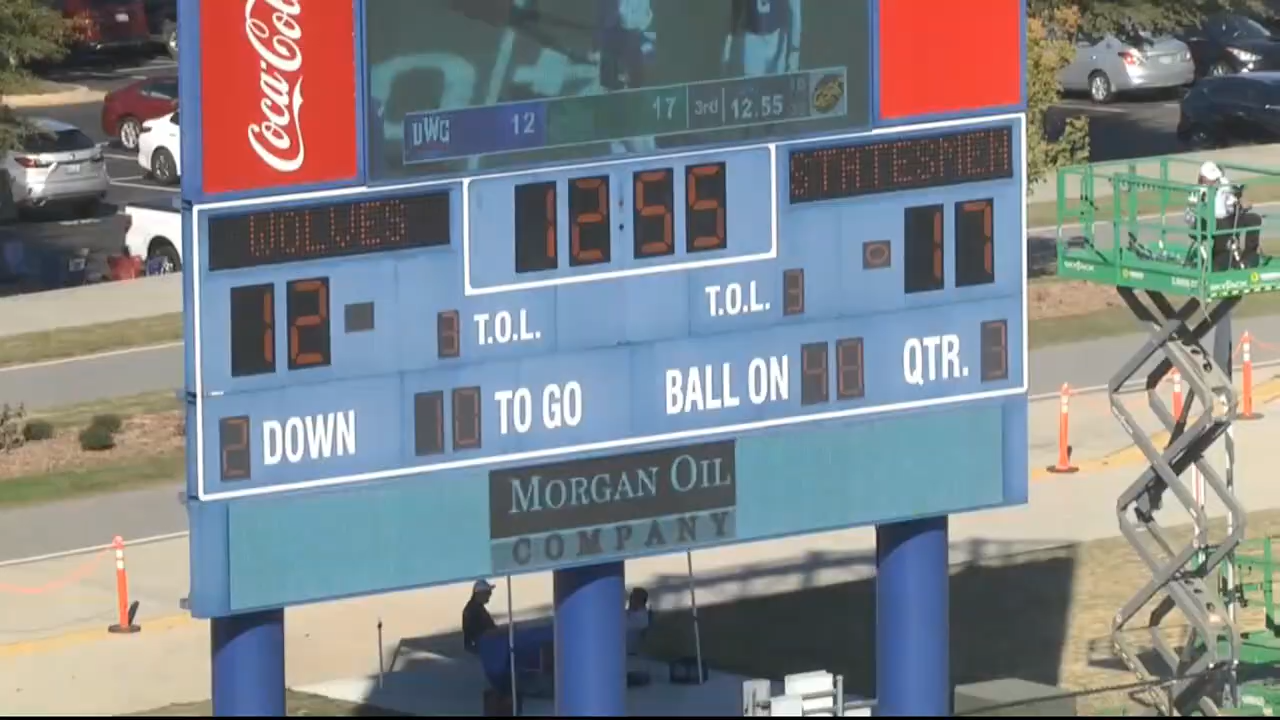 Coca-Cola
UWG 12 17 3rd 12.55
WOLVES 12:55 STATESMEN
12 3 T.O.L. T.O.L. 3 0 17
2 DOWN 10 TO GO BALL ON 48 QTR. 3
MORGAN OIL
COMPANY